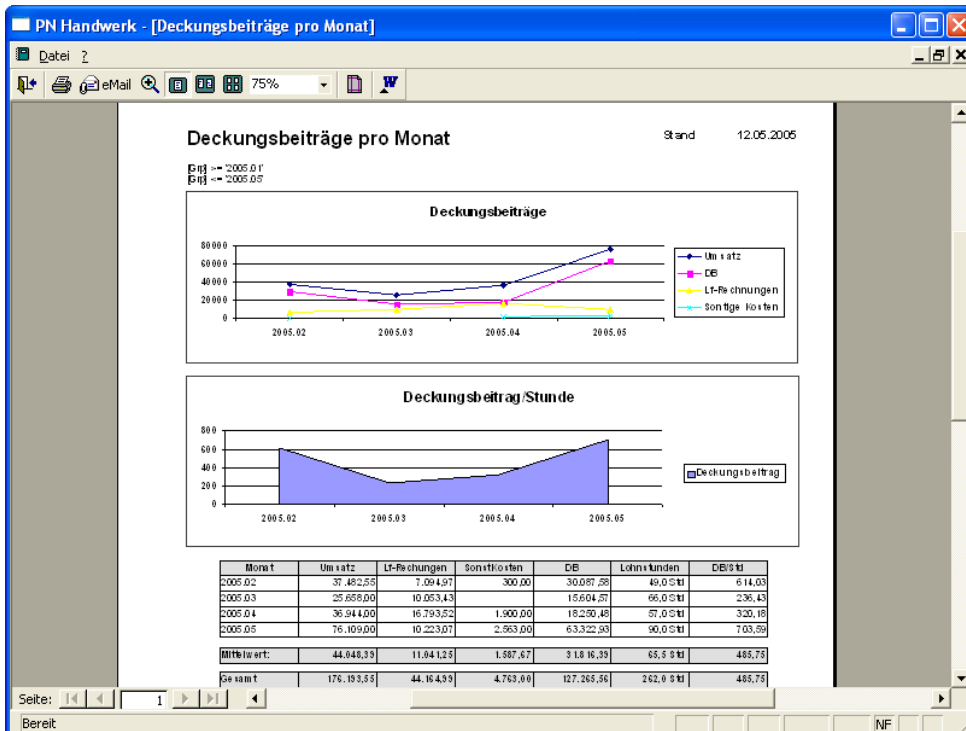 PN Handwerk - [Deckungsbeiträge pro Monat]
Datei ?
eMail 75%
Deckungsbeiträge pro Monat Stand 12.05.2005
[Grp] >= '2005.01'
[Grp] <= '2005.05'
Deckungsbeiträge
80000
60000
40000
20000
0
2005.02 2005.03 2005.04 2005.05
Umsatz
DB
Lf-Rechnungen
Sontige Kosten
Deckungsbeitrag/Stunde
800
600
400
200
0
2005.02 2005.03 2005.04 2005.05
Deckungsbeitrag
Monat Umsatz Lf-Rechungen SonstKosten DB Lohnstunden DB/Std
2005.02 37.482,55 7.094,97 300,00 30.087,58 49,0 Std 614,03
2005.03 25.658,00 10.053,43 15.604,57 66,0 Std 236,43
2005.04 36.944,00 16.793,52 1.900,00 18.250,48 57,0 Std 320,18
2005.05 76.109,00 10.223,07 2.563,00 63.322,93 90,0 Std 703,59
Mittelwert: 44.048,39 11.041,25 1.587,67 31.816,39 65,5 Std 485,75
Gesamt 176.193,55 44.164,99 4.763,00 127.265,56 262,0 Std 485,75
Seite: 1
Bereit NF